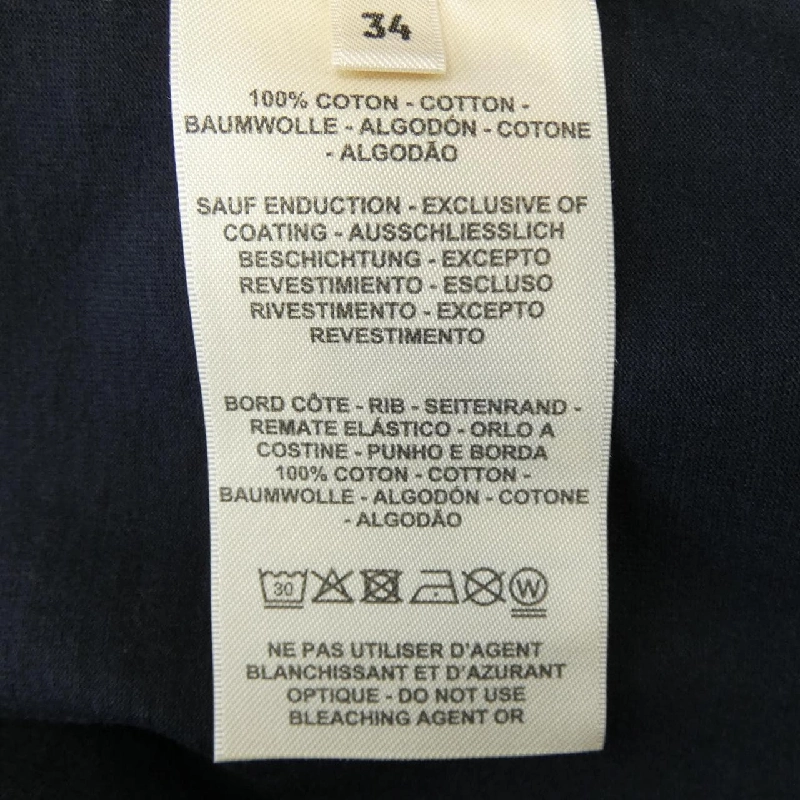 34
100% COTON - COTTON -
BAUMWOLLE - ALGODÓN - COTONE
- ALGODÃO
SAUF ENDUCTION - EXCLUSIVE OF
COATING - AUSSCHLIESSLICH
BESCHICHTUNG - EXCEPTO
REVESTIMIENTO - ESCLUSO
RIVESTIMENTO - EXCEPTO
REVESTIMENTO
BORD CÔTE - RIB - SEITENRAND -
REMATE ELÁSTICO - ORLO A
COSTINE - PUNHO E BORDA
100% COTON - COTTON -
BAUMWOLLE - ALGODÓN - COTONE
- ALGODÃO
30 W
NE PAS UTILISER D'AGENT
BLANCHISSANT ET D'AZURANT
OPTIQUE - DO NOT USE
BLEACHING AGENT OR